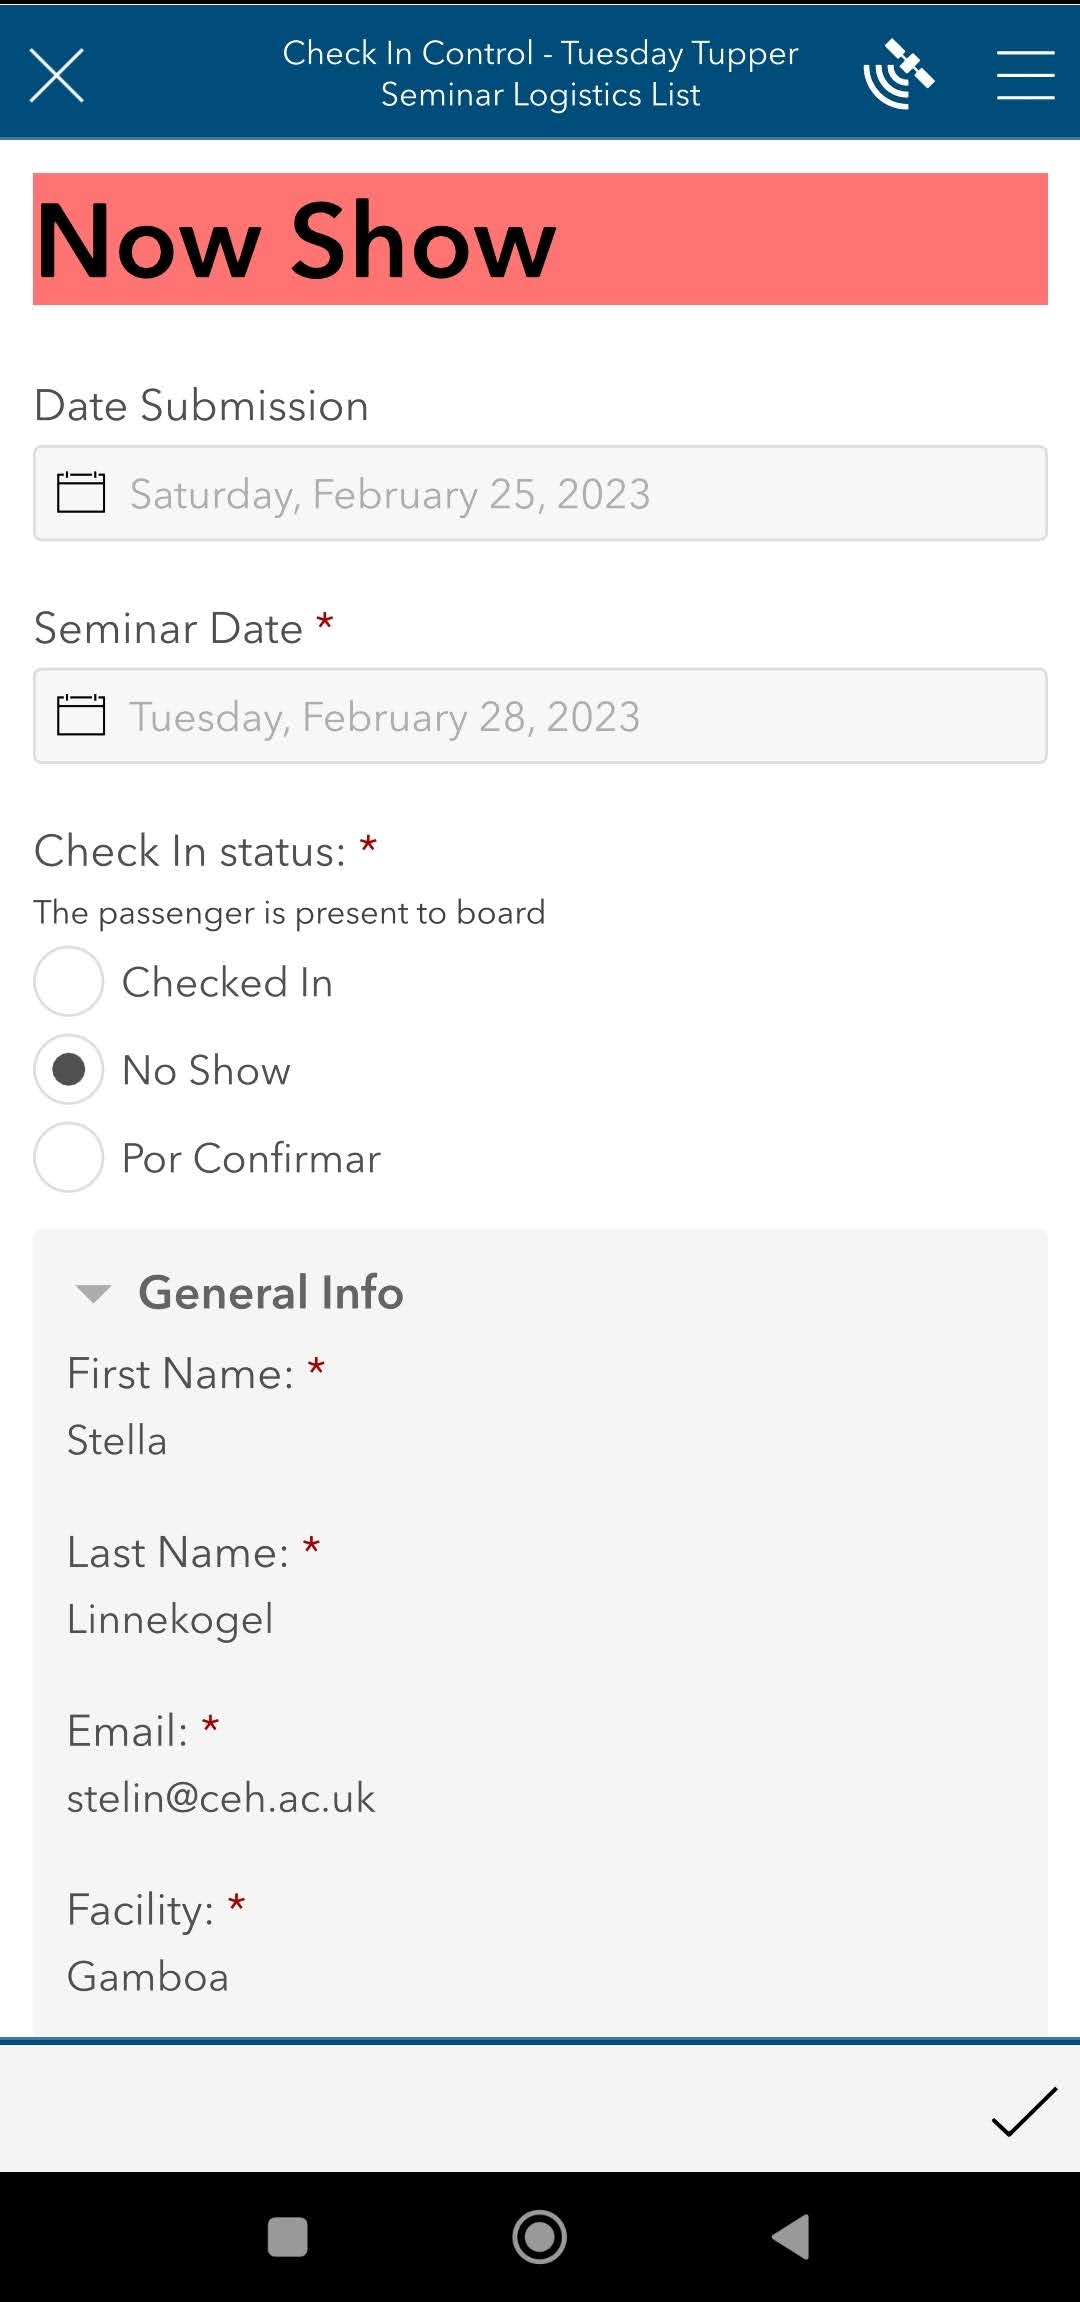 Check In Control - Tuesday Tupper
Seminar Logistics List
Now Show
Date Submission
Saturday, February 25, 2023
Seminar Date *
Tuesday, February 28, 2023
Check In status: *
The passenger is present to board
Checked In
No Show
Por Confirmar
General Info
First Name: *
Stella
Last Name: *
Linnekogel
Email: *
stelin@ceh.ac.uk
Facility: *
Gamboa